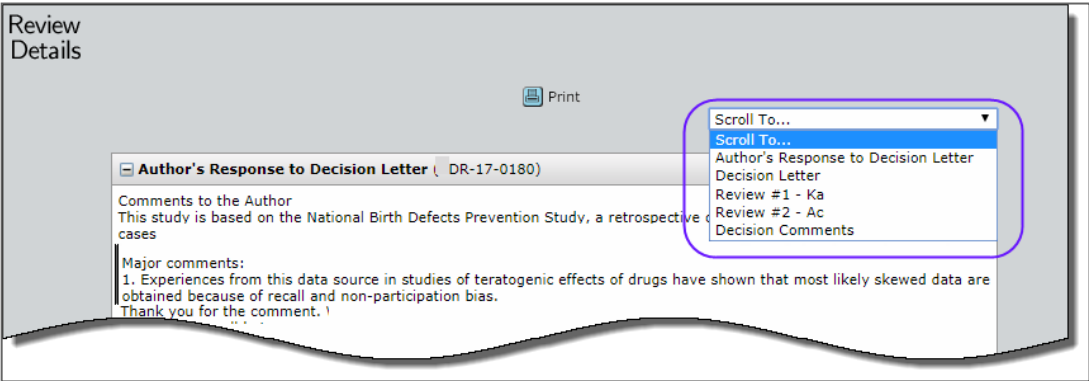 Review
Details
Print
Scroll To...
Scroll To...
Author's Response to Decision Letter
Decision Letter
Review #1 - Ka
Review #2 - Ac
Decision Comments
Author's Response to Decision Letter ( DR-17-0180)
Comments to the Author
This study is based on the National Birth Defects Prevention Study, a retrospective
cases
Major comments:
1. Experiences from this data source in studies of teratogenic effects of drugs have shown that most likely skewed data are
obtained because of recall and non-participation bias.
Thank you for the comment.